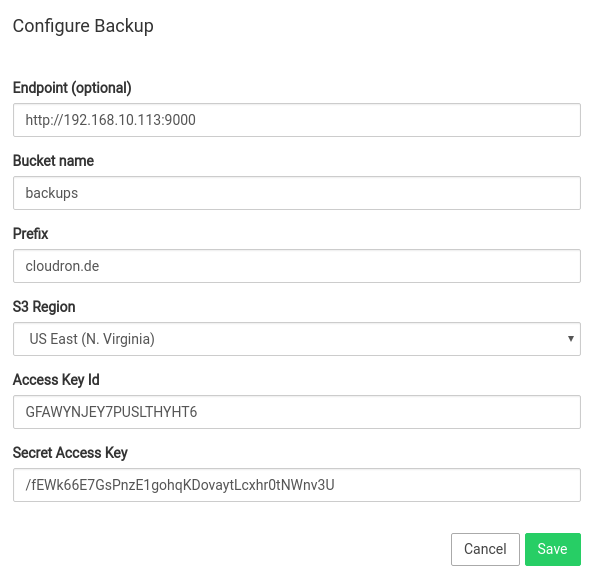 Configure Backup
Endpoint (optional)
http://192.168.10.113:9000
Bucket name
backups
Prefix
cloudron.de
S3 Region
US East (N. Virginia)
Access Key Id
GFAWYNJEY7PUSLTHYHT6
Secret Access Key
/fEWk66E7GsPnzE1gohqKDovaytLcxhr0tNWnv3U
Cancel Save